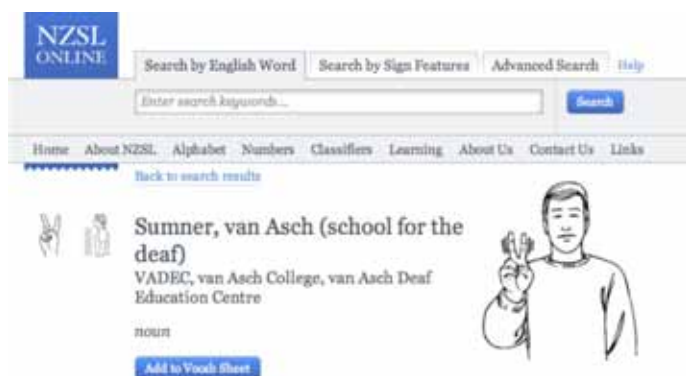 NZSL
ONLINE
Search by English Word
Search by Sign Features
Advanced Search
Help
Enter search keywords...
Search
Home
About NZSL
Alphabet
Numbers
Classifiers
Learning
About Us
Contact Us
Links
Back to search results
Sumner, van Asch (school for the
deaf)
VADEC, van Asch College, van Asch Deaf
Education Centre
noun
Add to Vocab Sheet